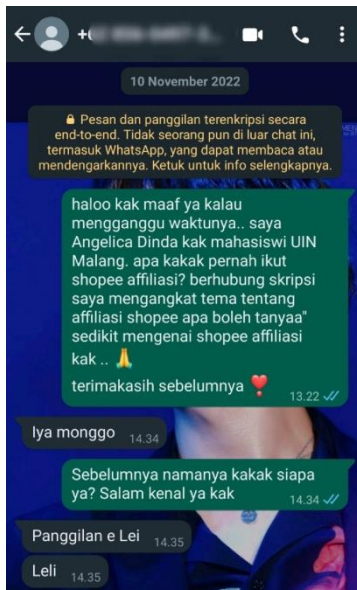 10 November 2022
Pesan dan panggilan terenkripsi secara
end-to-end. Tidak seorang pun di luar chat ini,
termasuk WhatsApp, yang dapat membaca atau
mendengarkannya. Ketuk untuk info selengkapnya.
haloo kak maaf ya kalau
mengganggu waktunya.. saya
Angelica Dinda kak mahasiswi UIN
Malang. apa kakak pernah ikut
shopee affiliasi? berhubung skripsi
saya mengangkat tema tentang
affiliasi shopee apa boleh tanyaa"
sedikit mengenai shopee affiliasi
kak .. 🙏
terimakasih sebelumnya ❣️
13.22
Iya monggo 14.34
Sebelumnya namanya kakak siapa
ya? Salam kenal ya kak
14.34
Panggilan e Lei 14.35
Leli 14.35